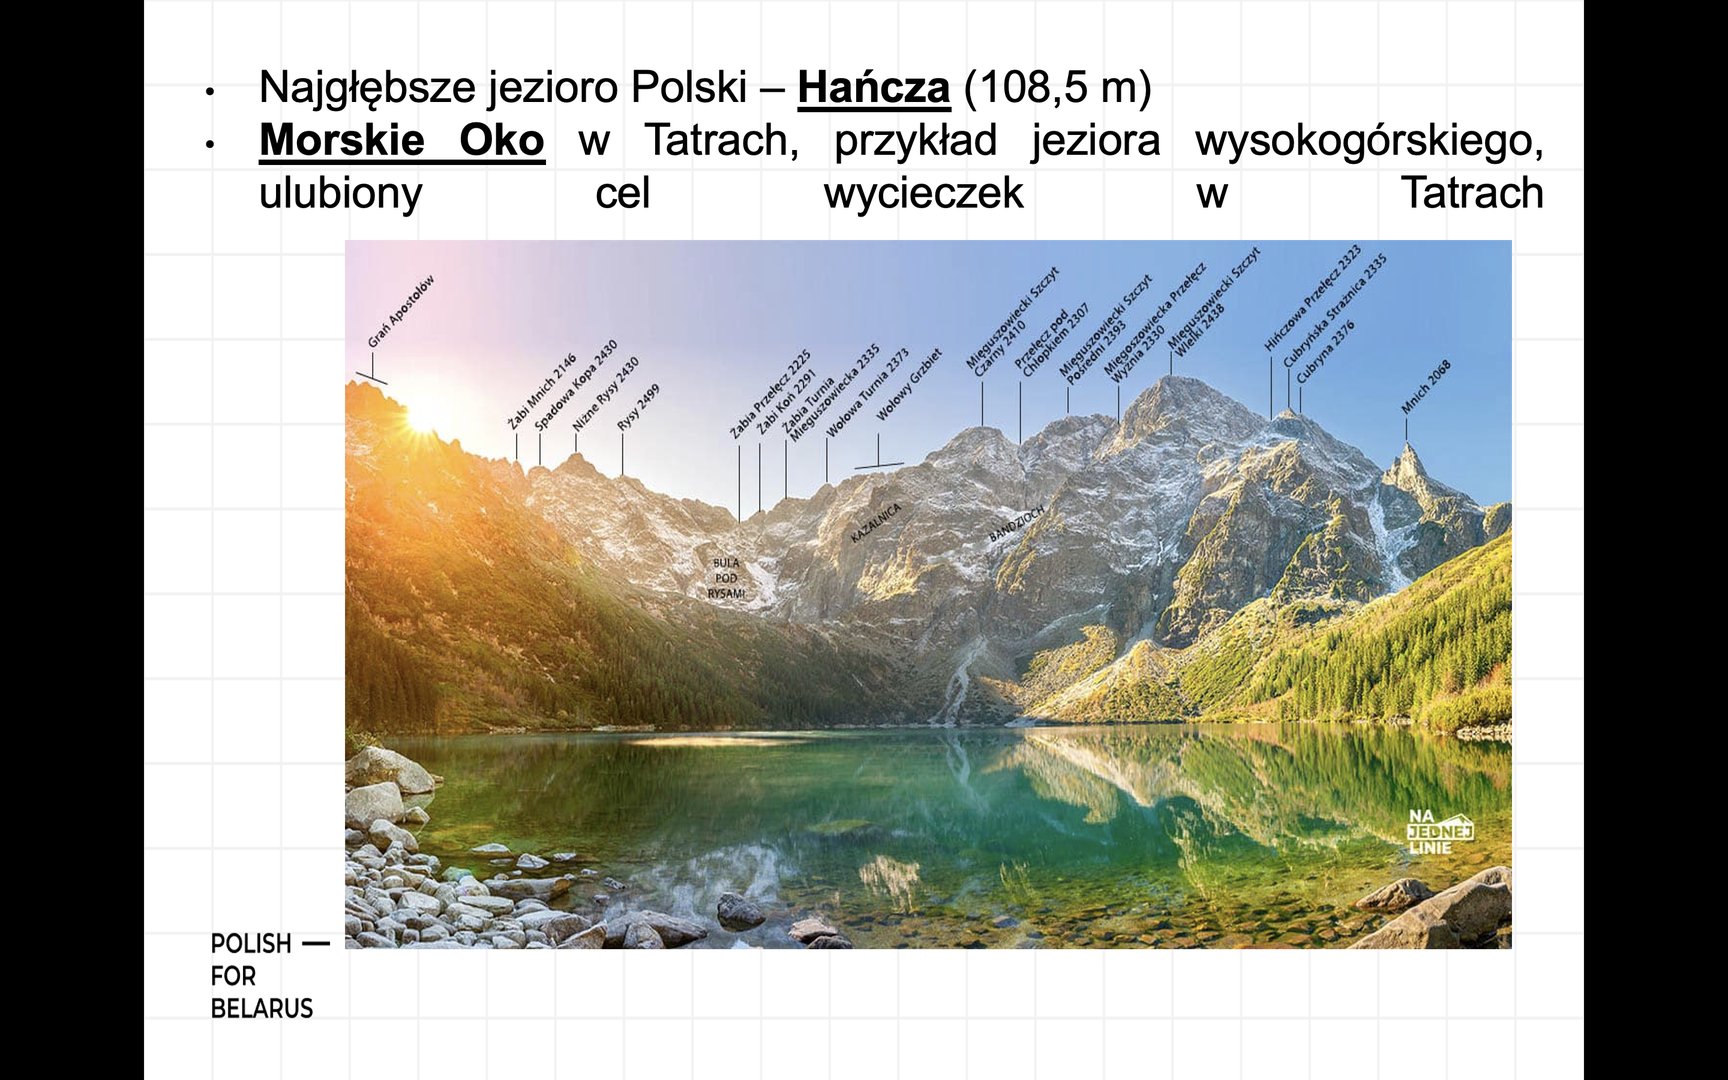 • Najgłębsze jezioro Polski – Hańcza (108,5 m)
• Morskie Oko w Tatrach, przykład jeziora wysokogórskiego,
ulubiony cel wycieczek w Tatrach
Grań Apostołów
Żabi Mnich 2146
Spadowa Kopa 2430
Niżne Rysy 2430
Rysy 2499
Żabia Przełęcz 2225
Żabi Koń 2291
Żabia Turnia
Mięguszowiecka 2335
Wołowa Turnia 2373
Wołowy Grzbiet
Mięguszowiecki Szczyt
Czarny 2410
Przełęcz pod
Chłopkiem 2307
Mięguszowiecki Szczyt
Pośredni 2393
Mięgoszowiecka Przełęcz
Wyżnia 2330
Mięguszowiecki Szczyt
Wielki 2438
Hińczowa Przełęcz 2323
Cubryńska Strażnica 2335
Cubryna 2376
Mnich 2068
KAZALNICA
BANDZIOCH
BULA
POD
RYSAMI
NA
JEDNEJ
LINIE
POLISH —
FOR
BELARUS